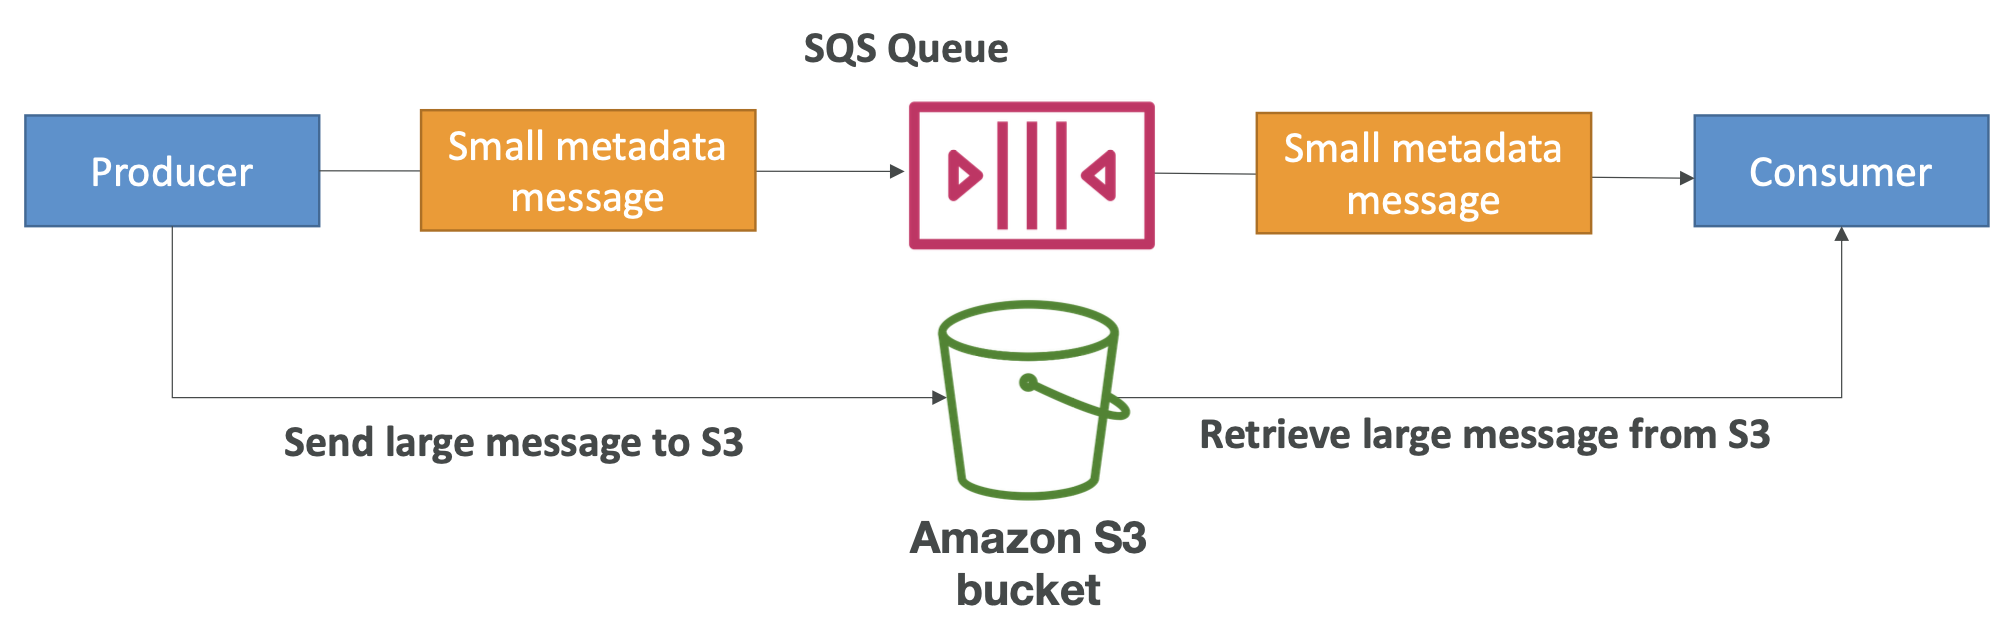 SQS Queue
Producer
Small metadata
message
Small metadata
message
Consumer
Send large message to S3
Retrieve large message from S3
Amazon S3
bucket